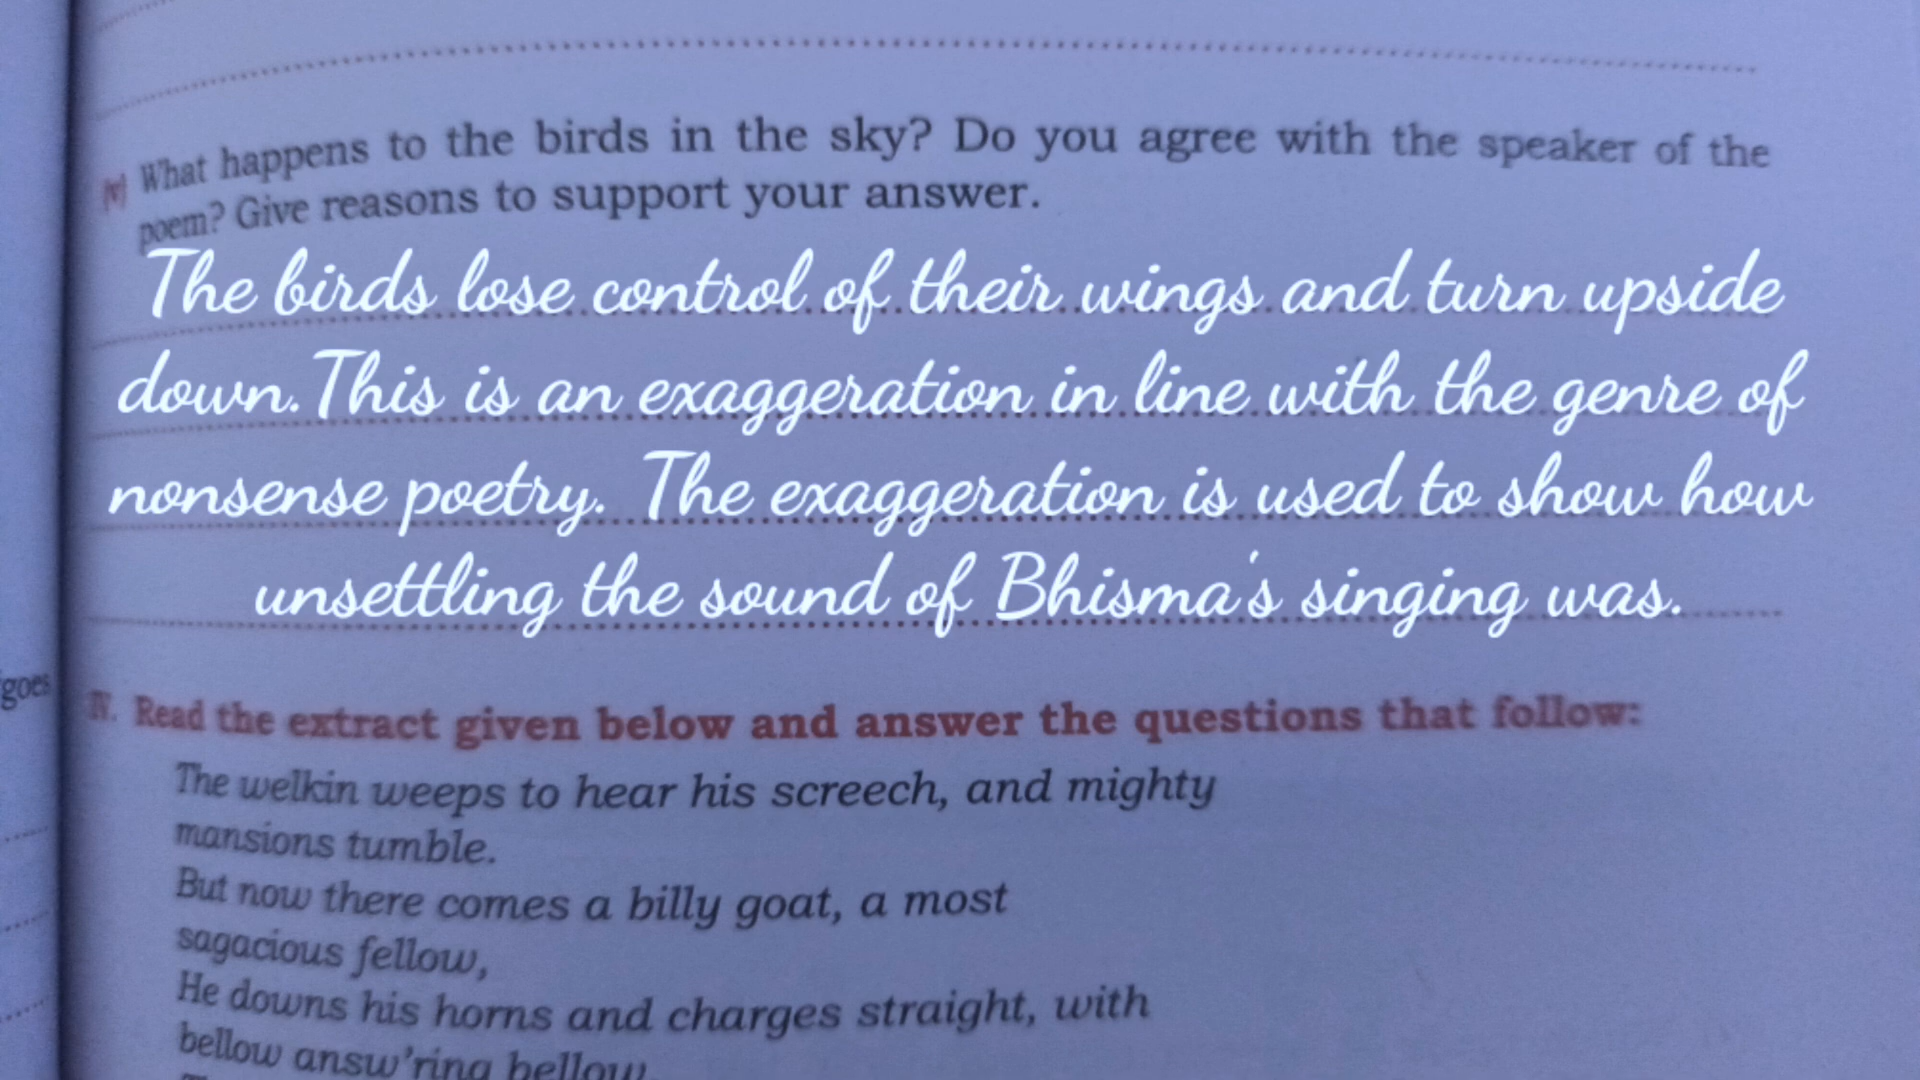 (v) What happens to the birds in the sky? Do you agree with the speaker of the
poem? Give reasons to support your answer.
The birds lose control of their wings and turn upside
down. This is an exaggeration in line with the genre of
nonsense poetry. The exaggeration is used to show how
unsettling the sound of Bhisma's singing was.
goes
IV. Read the extract given below and answer the questions that follow:
The welkin weeps to hear his screech, and mighty
mansions tumble.
But now there comes a billy goat, a most
sagacious fellow,
He downs his horns and charges straight, with
bellow answ'ring bellow.